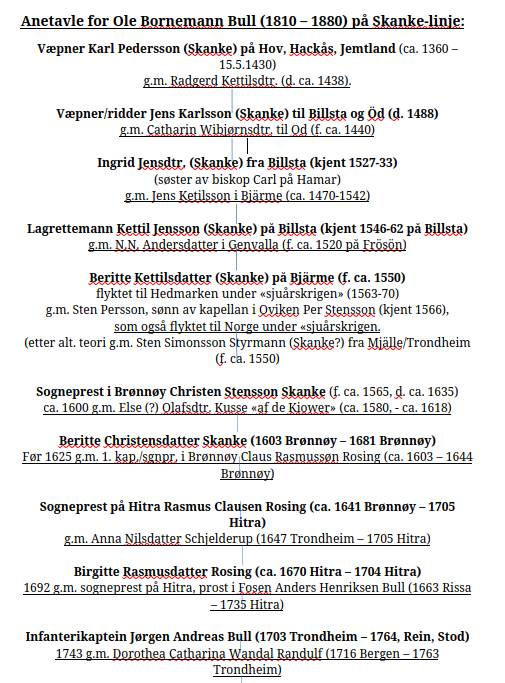 Anetavle for Ole Bornemann Bull (1810 – 1880) på Skanke-linje:
Væpner Karl Pedersson (Skanke) på Hov, Hackås, Jemtland (ca. 1360 –
15.5.1430)
g.m. Radgerd Kettilsdtr. (d. ca. 1438).
Væpner/ridder Jens Karlsson (Skanke) til Billsta og Öd (d. 1488)
g.m. Catharin Wibjørnsdtr. til Öd (f. ca. 1440)
Ingrid Jensdtr. (Skanke) fra Billsta (kjent 1527-33)
(søster av biskop Carl på Hamar)
g.m. Jens Ketilsson i Bjärme (ca. 1470-1542)
Lagrettemann Kettil Jensson (Skanke) på Billsta (kjent 1546-62 på Billsta)
g.m. N.N. Andersdatter i Genvalla (f. ca. 1520 på Frösön)
Beritte Kettilsdatter (Skanke) på Bjärme (f. ca. 1550)
flyktet til Hedmarken under «sjuårskrigen» (1563-70)
g.m. Sten Persson, sønn av kapellan i Oviken Per Stensson (kjent 1566),
som også flyktet til Norge under «sjuårskrigen.
(etter alt. teori g.m. Sten Simonsson Styrmann (Skanke?) fra Mjälle/Trondheim
(f. ca. 1550)
Sogneprest i Brønnøy Christen Stensson Skanke (f. ca. 1565, d. ca. 1635)
ca. 1600 g.m. Else (?) Olafsdtr. Kusse «af de Kjower» (ca. 1580, - ca. 1618)
Beritte Christensdatter Skanke (1603 Brønnøy – 1681 Brønnøy)
Før 1625 g.m. 1. kap./sgnpr. i Brønnøy Claus Rasmussøn Rosing (ca. 1603 – 1644
Brønnøy)
Sogneprest på Hitra Rasmus Clausen Rosing (ca. 1641 Brønnøy – 1705
Hitra)
g.m. Anna Nilsdatter Schjelderup (1647 Trondheim – 1705 Hitra)
Birgitte Rasmusdatter Rosing (ca. 1670 Hitra – 1704 Hitra)
1692 g.m. sogneprest på Hitra, prost i Fosen Anders Henriksen Bull (1663 Rissa
– 1735 Hitra)
Infanterikaptein Jørgen Andreas Bull (1703 Trondheim – 1764, Rein, Stod)
1743 g.m. Dorothea Catharina Wandal Randulf (1716 Bergen – 1763
Trondheim)